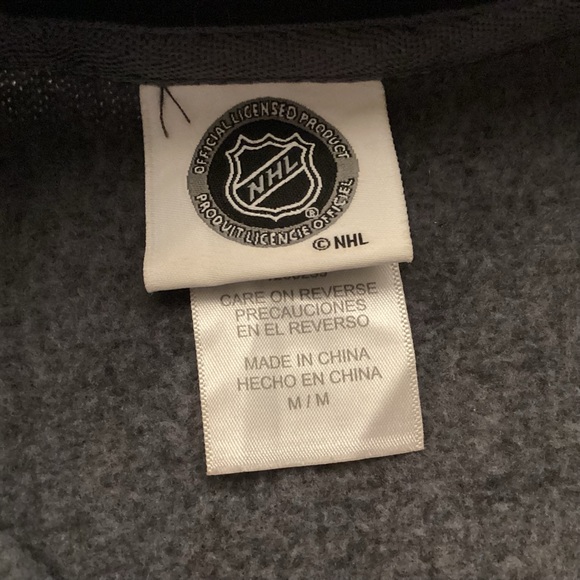 OFFICIAL LICENSED PRODUCT
NHL
PRODUIT LICENCIE OFFICIEL
®
© NHL
CARE ON REVERSE
PRECAUCIONES
EN EL REVERSO
MADE IN CHINA
HECHO EN CHINA
M / M